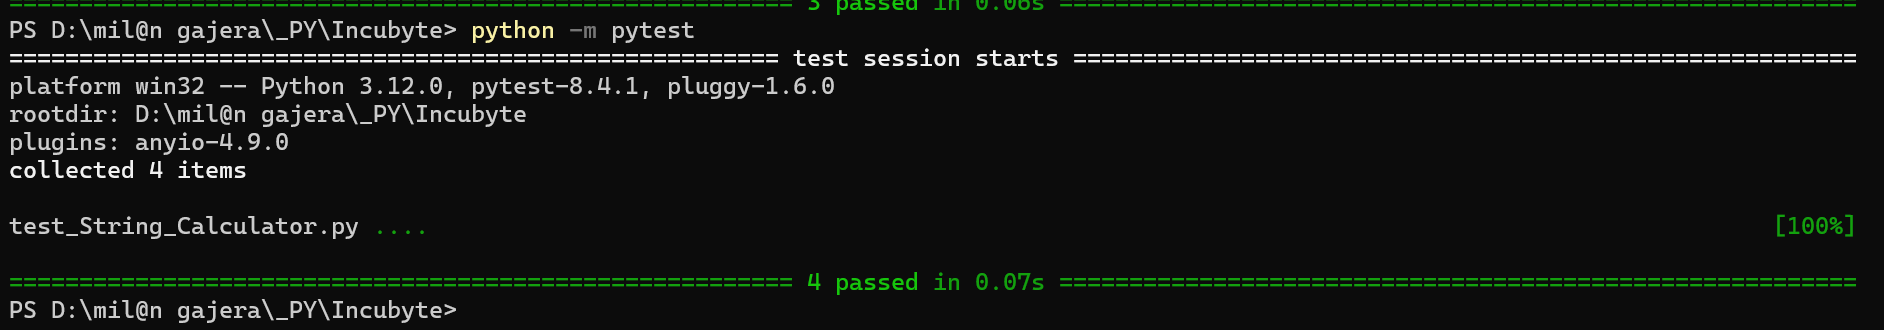 ======================================================== 3 passed in 0.06s =========================================================
PS D:\mil@n gajera\_PY\Incubyte> python -m pytest
======================================================= test session starts ========================================================
platform win32 -- Python 3.12.0, pytest-8.4.1, pluggy-1.6.0
rootdir: D:\mil@n gajera\_PY\Incubyte
plugins: anyio-4.9.0
collected 4 items
test_String_Calculator.py .... [100%]
======================================================== 4 passed in 0.07s =========================================================
PS D:\mil@n gajera\_PY\Incubyte>